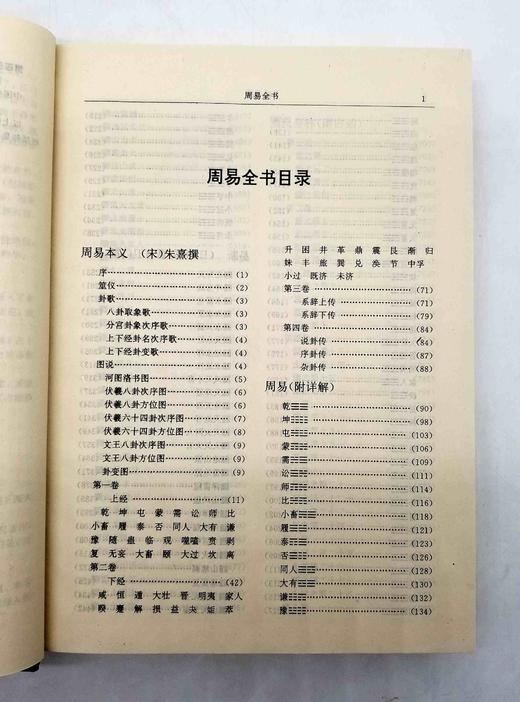 周易全书
1
周易全书目录
周易本义 (宋)朱熹撰
序……(1)
筮仪……(2)
卦歌……(3)
八卦取象歌……(3)
分宫卦象次序歌……(3)
上下经卦名次序歌……(4)
上下经卦变歌……(4)
图说……(4)
河图洛书图……(5)
伏羲八卦次序图……(6)
伏羲八卦方位图……(6)
伏羲六十四卦次序图……(7)
伏羲六十四卦方位图……(8)
文王八卦次序图……(9)
文王八卦方位图……(9)
卦变图……(9)
第一卷
上经……(11)
乾 坤 屯 蒙 需 讼 师 比
小畜 履 泰 否 同人 大有 谦
豫 随 蛊 临 观 噬嗑 贲 剥
复 无妄 大畜 颐 大过 坎 离
第二卷
下经……(42)
咸 恒 遁 大壮 晋 明夷 家人
睽 蹇 解 损 益 夬 姤 萃
升 困 井 革 鼎 震 艮 渐 归
妹 丰 旅 巽 兑 涣 节 中孚
小过 既济 未济
第三卷……(71)
系辞上传……(71)
系辞下传……(79)
第四卷……(84)
说卦传……(84)
序卦传……(87)
杂卦传……(88)
周易(附详解)
乾……(90)
坤……(98)
屯……(103)
蒙……(106)
需……(109)
讼……(111)
师……(114)
比……(116)
小畜……(118)
履……(121)
泰……(123)
否……(126)
同人……(128)
大有……(130)
谦……(132)
豫……(134)